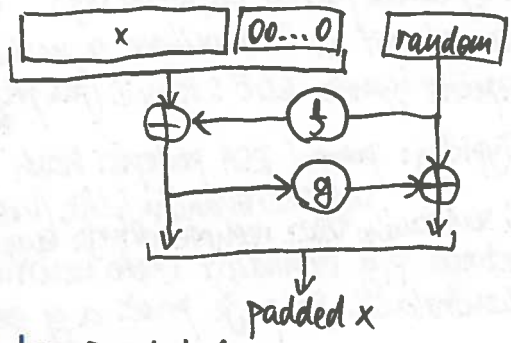 x 00...0 random
⊕ f
g ⊕
padded x